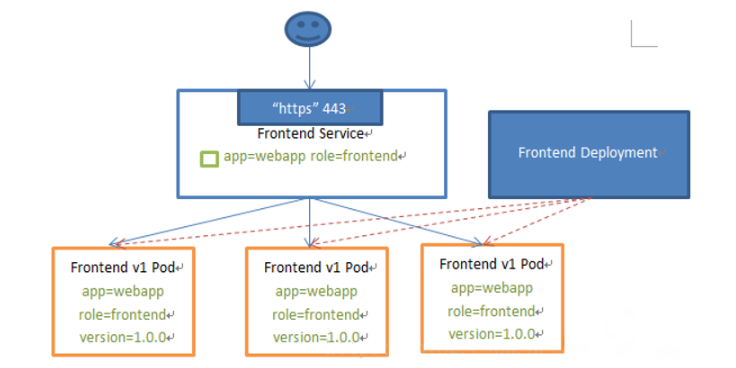 “https” 443
Frontend Service
app=webapp role=frontend
Frontend Deployment
Frontend v1 Pod
app=webapp
role=frontend
version=1.0.0
Frontend v1 Pod
app=webapp
role=frontend
version=1.0.0
Frontend v1 Pod
app=webapp
role=frontend
version=1.0.0